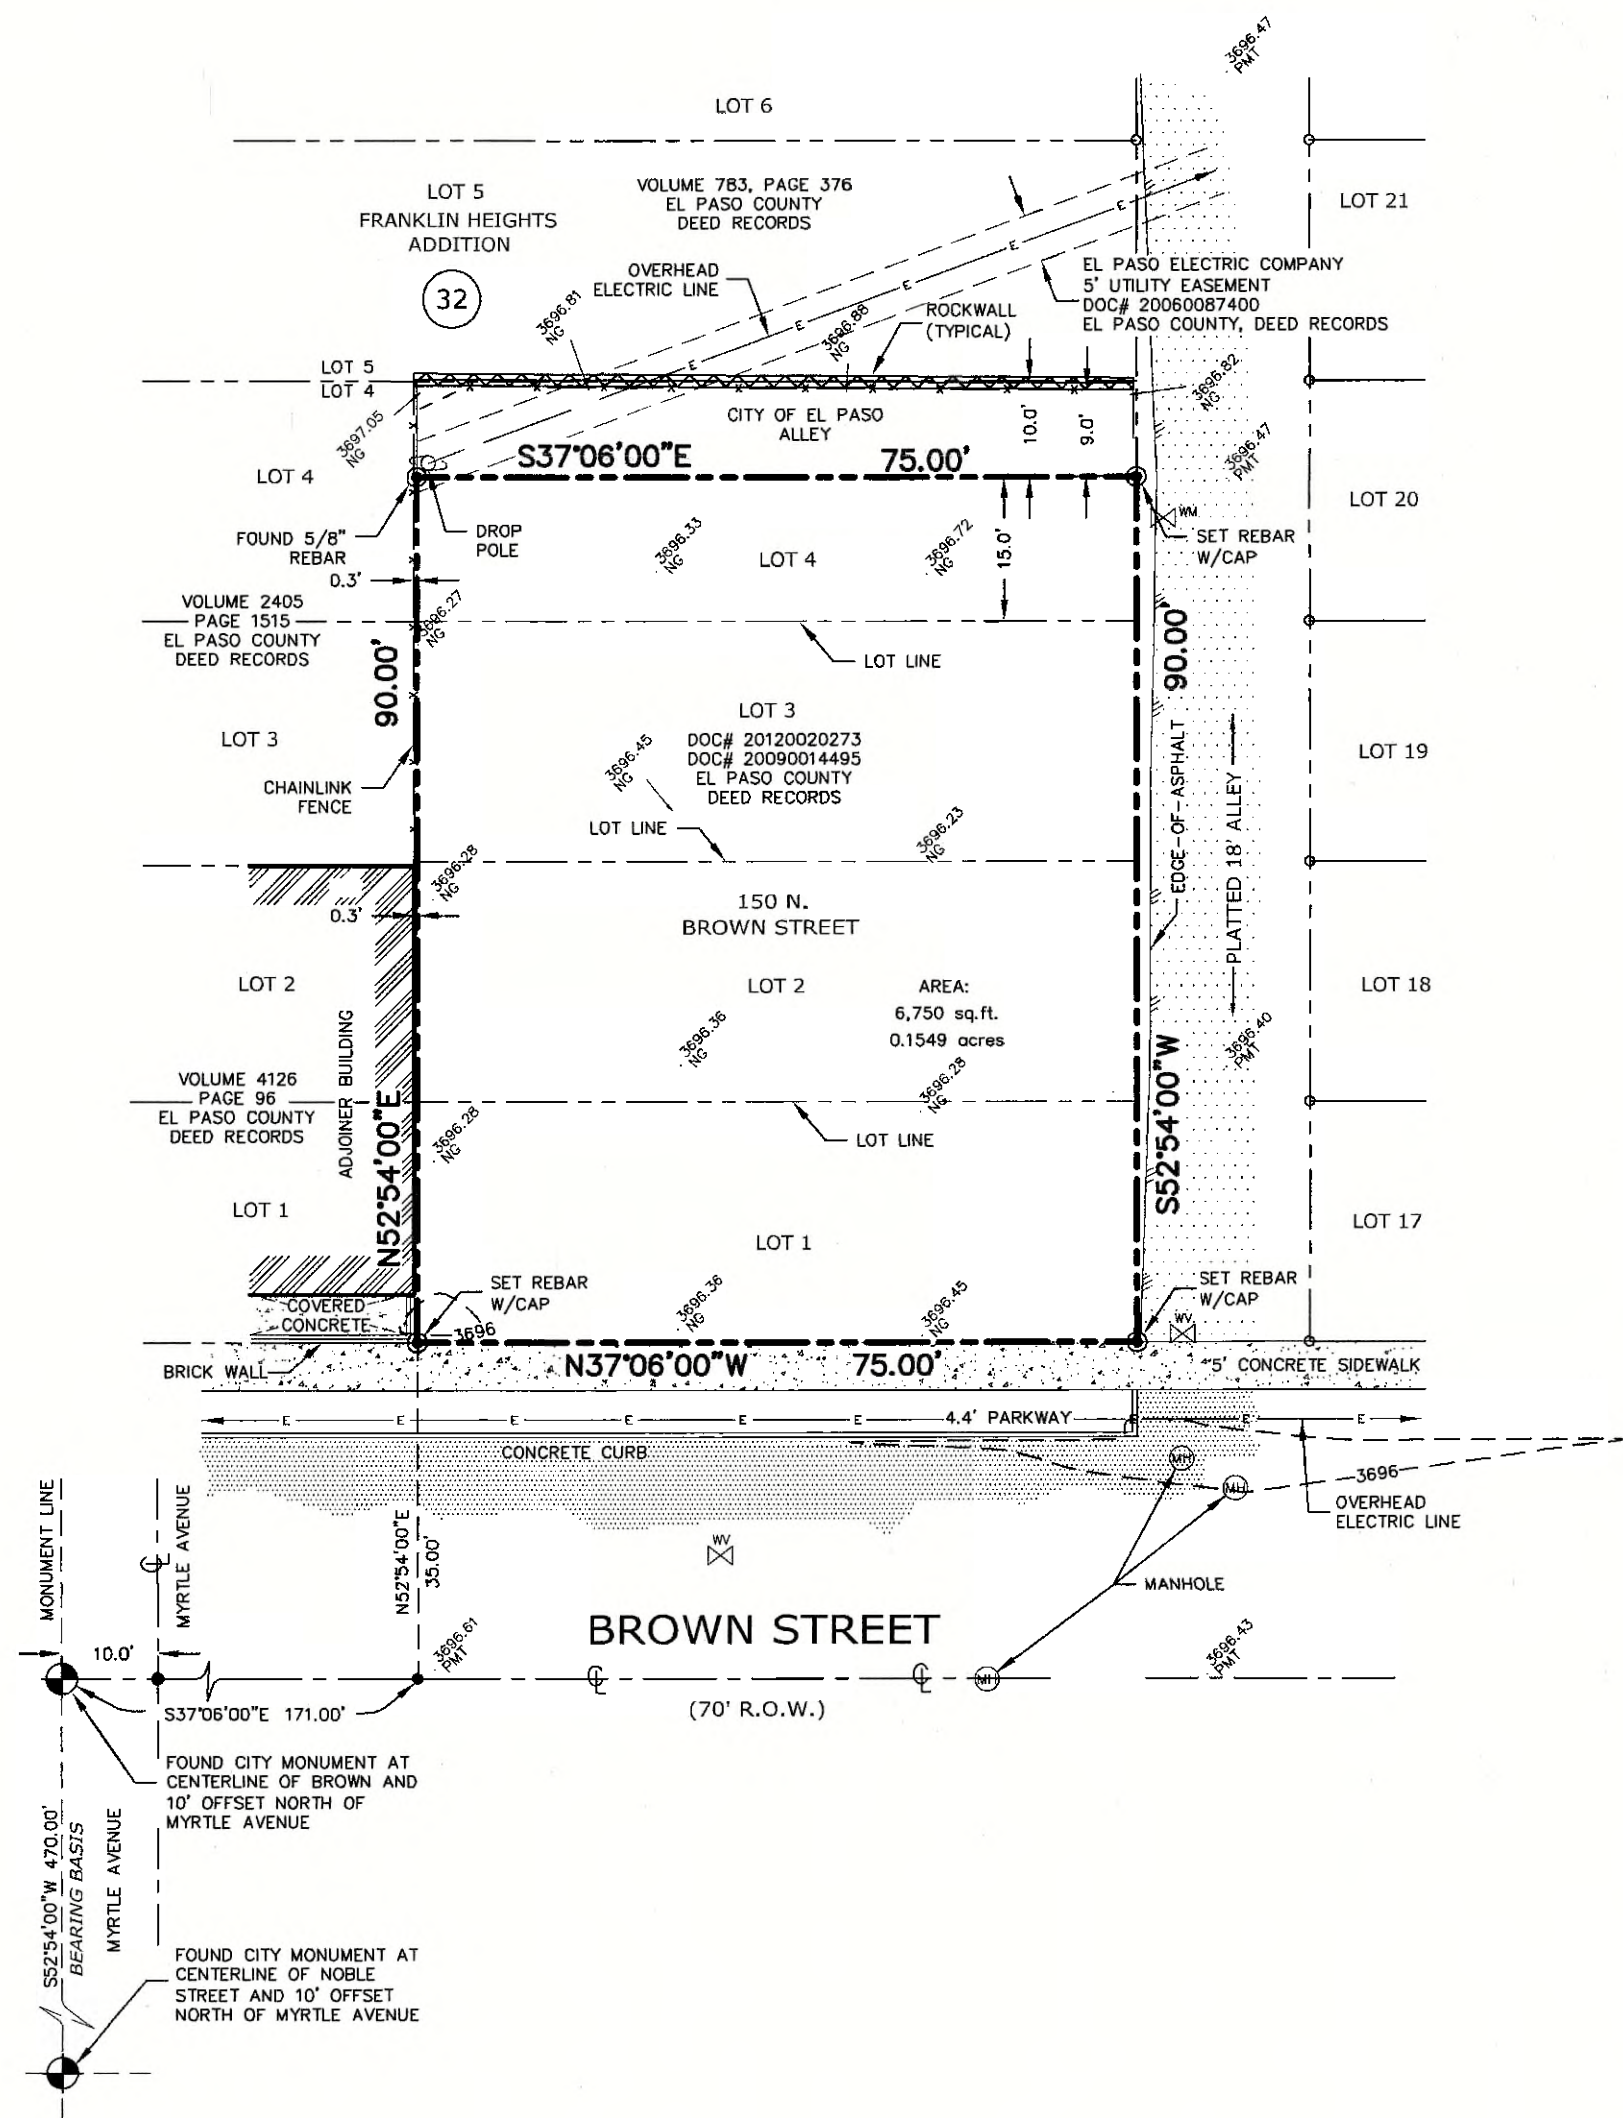 3696.47
PMT
LOT 6
LOT 5
FRANKLIN HEIGHTS
ADDITION
32
VOLUME 783, PAGE 376
EL PASO COUNTY
DEED RECORDS
LOT 21
E
E
E
E
E
OVERHEAD
ELECTRIC LINE
EL PASO ELECTRIC COMPANY
5' UTILITY EASEMENT
DOC# 20060087400
EL PASO COUNTY, DEED RECORDS
3696.81
NG
3696.88
NG
ROCKWALL
(TYPICAL)
LOT 5
LOT 4
3696.82
NG
3697.05
NG
CITY OF EL PASO
ALLEY
10.0'
9.0'
3696.47
PMT
S37°06'00"E
75.00'
LOT 4
LOT 20
FOUND 5/8"
REBAR
DROP
POLE
3696.33
NG
LOT 4
3696.72
NG
15.0'
WM
SET REBAR
W/CAP
0.3'
3696.27
NG
VOLUME 2405
PAGE 1515
EL PASO COUNTY
DEED RECORDS
LOT LINE
90.00'
90.00'
LOT 3
LOT 3
DOC# 20120020273
DOC# 20090014495
EL PASO COUNTY
DEED RECORDS
3696.45
NG
LOT 19
CHAINLINK
FENCE
LOT LINE
3696.23
NG
EDGE-OF-ASPHALT
PLATTED 18' ALLEY
3696.28
NG
0.3'
150 N.
BROWN STREET
LOT 2
LOT 2
AREA:
6,750 sq.ft.
0.1549 acres
LOT 18
3696.36
NG
3696.28
NG
3696.40
PMT
ADJOINER BUILDING
VOLUME 4126
PAGE 96
EL PASO COUNTY
DEED RECORDS
N52°54'00"E
3696.28
NG
LOT LINE
S52°54'00"W
LOT 1
LOT 1
LOT 17
SET REBAR
W/CAP
3696.36
NG
3696.45
NG
SET REBAR
W/CAP
COVERED
CONCRETE
3696
WV
BRICK WALL
N37°06'00"W
75.00'
5' CONCRETE SIDEWALK
E
E
E
E
E
E
4.4' PARKWAY
E
E
E
CONCRETE CURB
MH
MH
3696
OVERHEAD
ELECTRIC LINE
MONUMENT LINE
MYRTLE AVENUE
N52°54'00"E
35.00'
WV
MANHOLE
BROWN STREET
3696.61
PMT
3696.43
PMT
10.0'
MH
(70' R.O.W.)
S37°06'00"E 171.00'
FOUND CITY MONUMENT AT
CENTERLINE OF BROWN AND
10' OFFSET NORTH OF
MYRTLE AVENUE
S52°54'00"W 470.00'
BEARING BASIS
MYRTLE AVENUE
FOUND CITY MONUMENT AT
CENTERLINE OF NOBLE
STREET AND 10' OFFSET
NORTH OF MYRTLE AVENUE